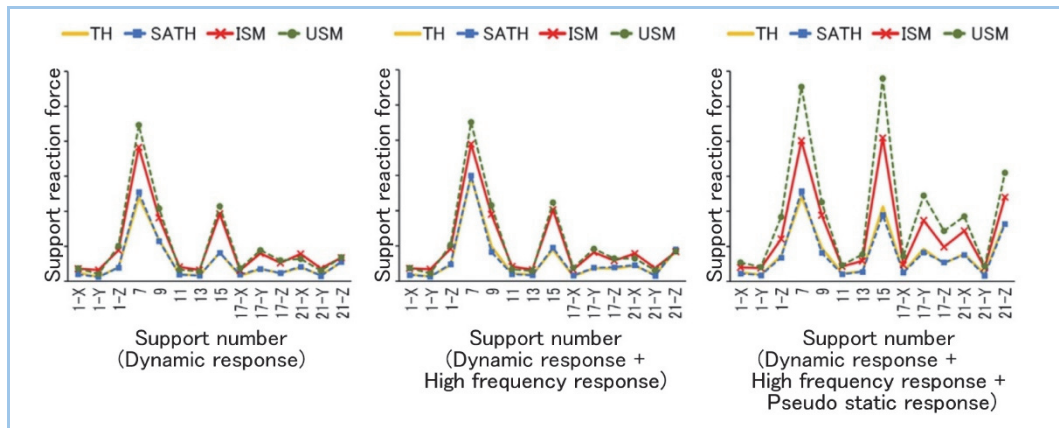 TH SATH ISM USM
Support reaction force
1-X 1-Y 1-Z 7 9 11 13 15 17-X 17-Y 17-Z 21-X 21-Y 21-Z
Support number
(Dynamic response)
TH SATH ISM USM
Support reaction force
1-X 1-Y 1-Z 7 9 11 13 15 17-X 17-Y 17-Z 21-X 21-Y 21-Z
Support number
(Dynamic response +
High frequency response)
TH SATH ISM USM
Support reaction force
1-X 1-Y 1-Z 7 9 11 13 15 17-X 17-Y 17-Z 21-X 21-Y 21-Z
Support number
(Dynamic response +
High frequency response +
Pseudo static response)